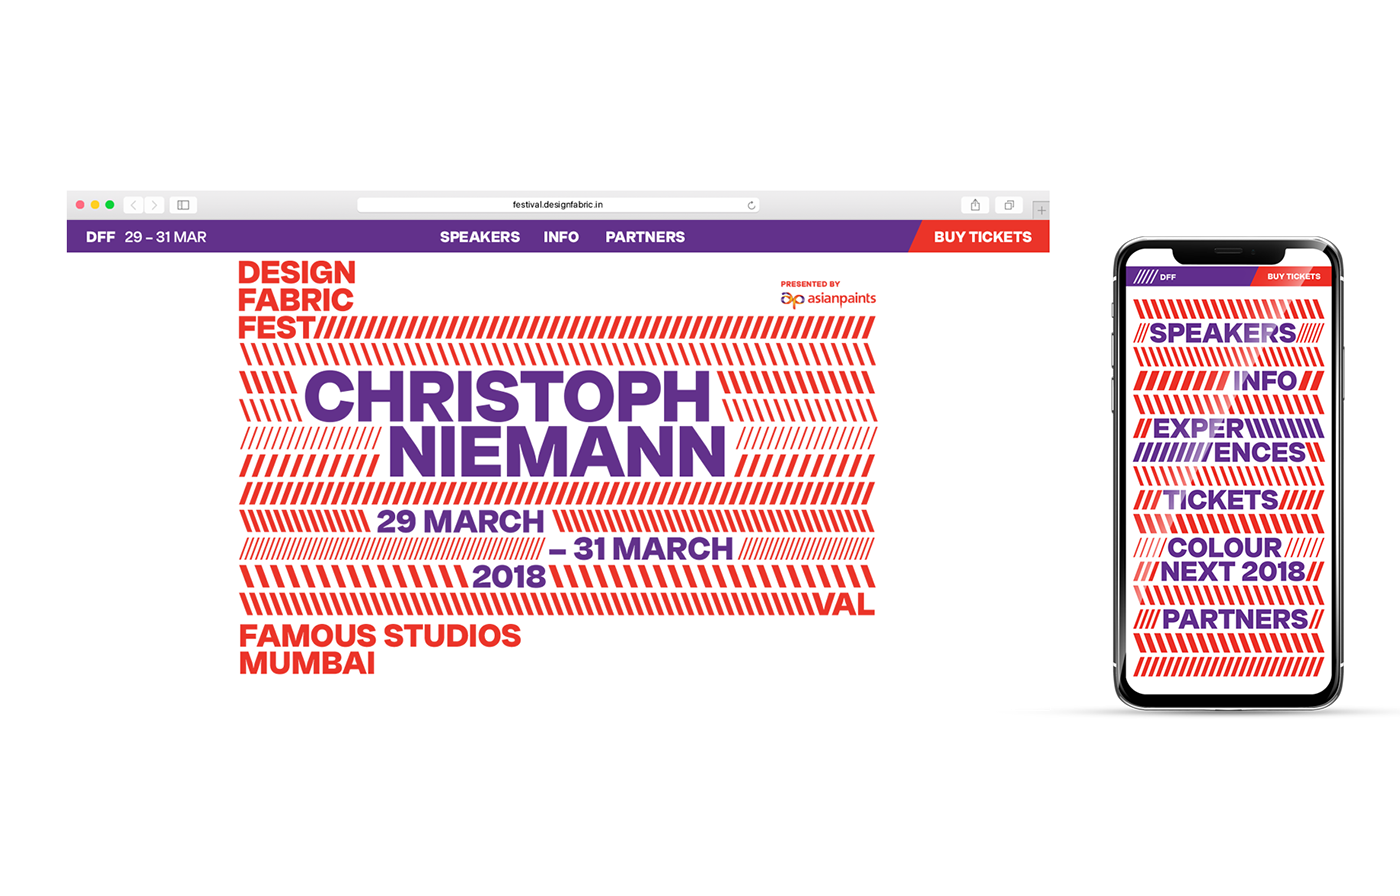 festival.designfabric.in
DFF 29 – 31 MAR
SPEAKERS INFO PARTNERS
BUY TICKETS
DESIGN
FABRIC
FEST
PRESENTED BY
ap asianpaints
CHRISTOPH
NIEMANN
29 MARCH
– 31 MARCH
2018
VAL
FAMOUS STUDIOS
MUMBAI
DFF
BUY TICKETS
SPEAKERS
INFO
EXPER
ENCES
TICKETS
COLOUR
NEXT 2018
PARTNERS